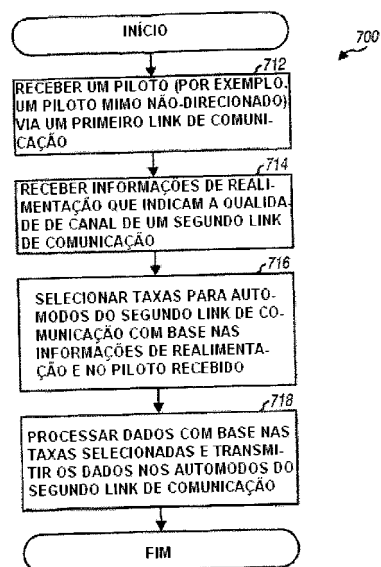 INÍCIO
700
712
RECEBER UM PILOTO (POR EXEMPLO,
UM PILOTO MIMO NÃO-DIRECIONADO)
VIA UM PRIMEIRO LINK DE COMUNI-
CAÇÃO
714
RECEBER INFORMAÇÕES DE REALI-
MENTAÇÃO QUE INDICAM A QUALIDA-
DE DE CANAL DE UM SEGUNDO LINK
DE COMUNICAÇÃO
716
SELECIONAR TAXAS PARA AUTO-
MODOS DO SEGUNDO LINK DE CO-
MUNICAÇÃO COM BASE NAS
INFORMAÇÕES DE REALIMENTA-
ÇÃO E NO PILOTO RECEBIDO
718
PROCESSAR DADOS COM BASE NAS
TAXAS SELECIONADAS E TRANSMI-
TIR OS DADOS NOS AUTOMODOS DO
SEGUNDO LINK DE COMUNICAÇÃO
FIM